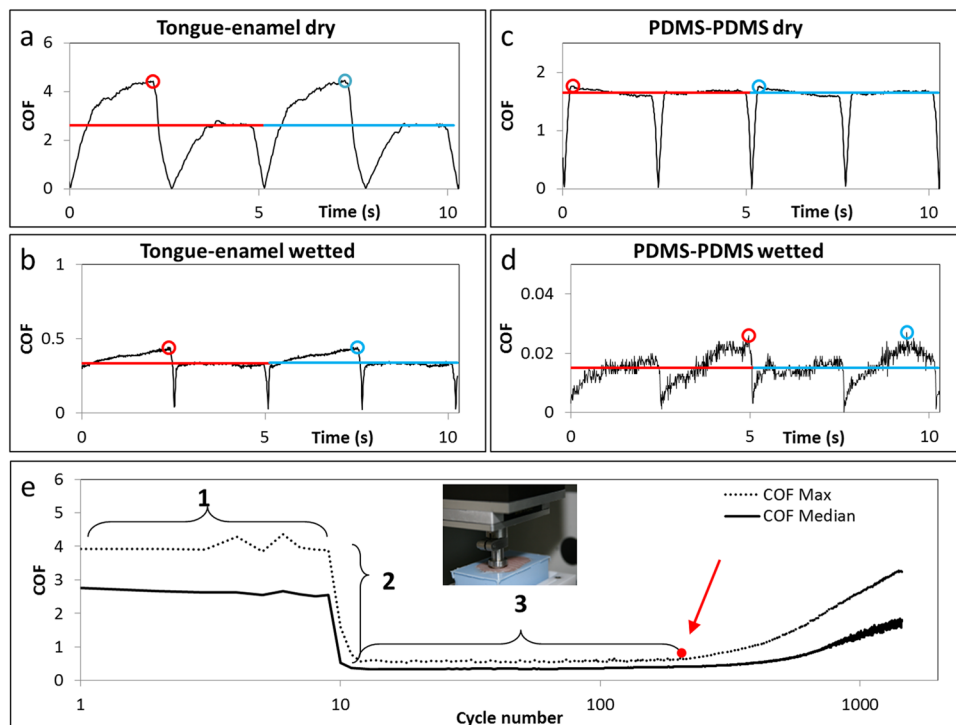 a
Tongue-enamel dry
6
4
2
0
COF
0
5
10
Time (s)
c
PDMS-PDMS dry
2
1
0
COF
0
5
10
Time (s)
b
Tongue-enamel wetted
1
0.5
0
COF
0
5
10
Time (s)
d
PDMS-PDMS wetted
0.04
0.02
0
COF
0
5
10
Time (s)
e
6
5
4
3
2
1
0
COF
1
2
3
COF Max
COF Median
1
10
100
1000
Cycle number